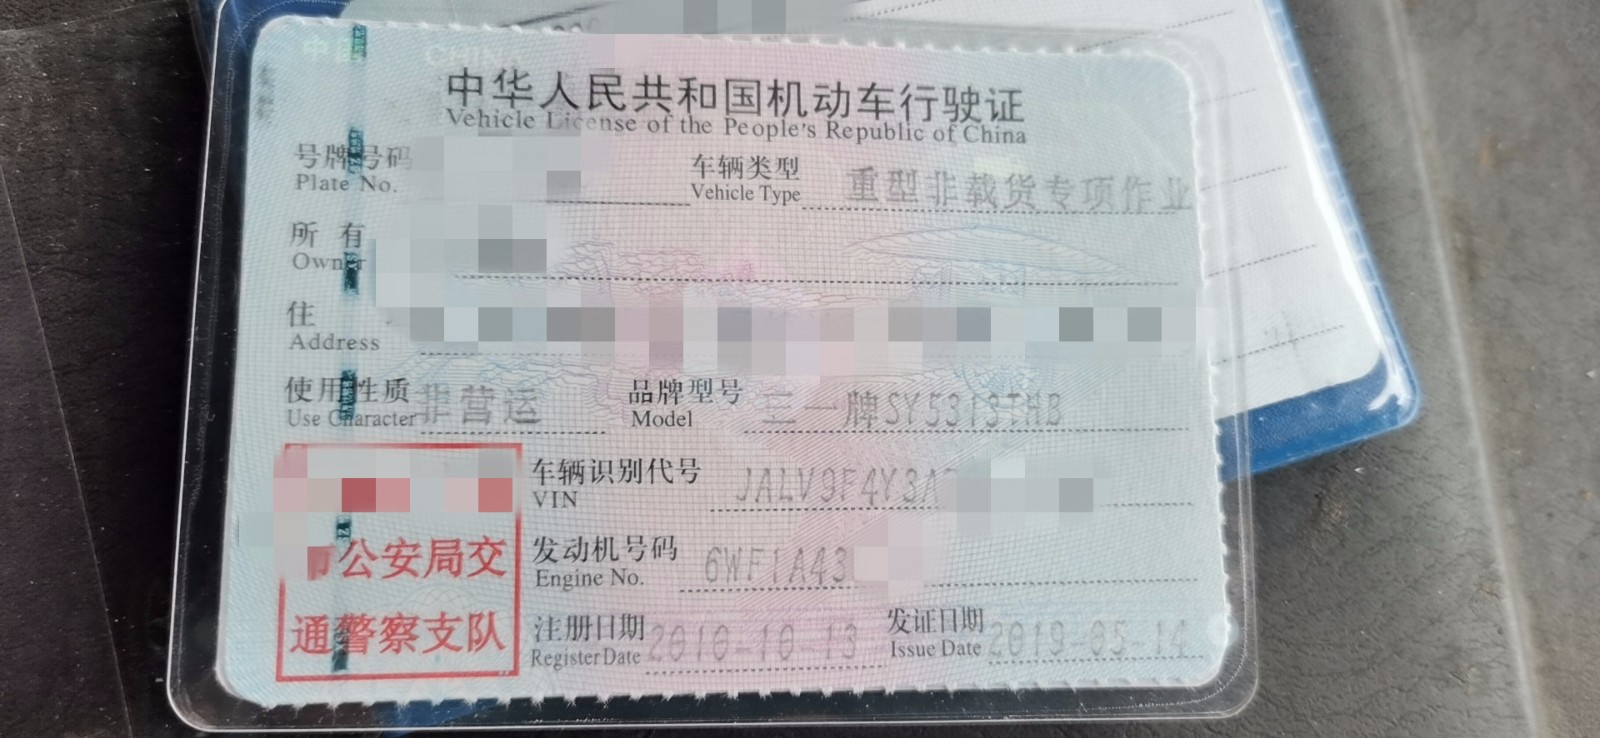 中华人民共和国机动车行驶证
Vehicle License of the People's Republic of China
号牌号码
Plate No.
车辆类型 重型非载货专项作业
Vehicle Type
所 有
Owner
住
Address
使用性质 非营运
Use Character
品牌型号 三一牌SY5313THB
Model
车辆识别代号 JALV9F4Y3A7
VIN
发动机号码 6WF1A43
Engine No.
注册日期 2010-10-13
Register Date
发证日期 2019-05-14
Issue Date
公安局交
通警察支队